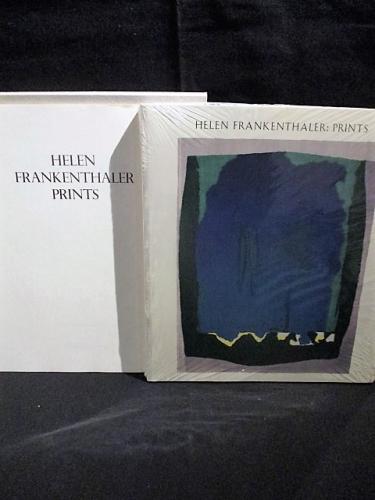 HELEN
FRANKENTHALER
PRINTS
HELEN FRANKENTHALER: PRINTS